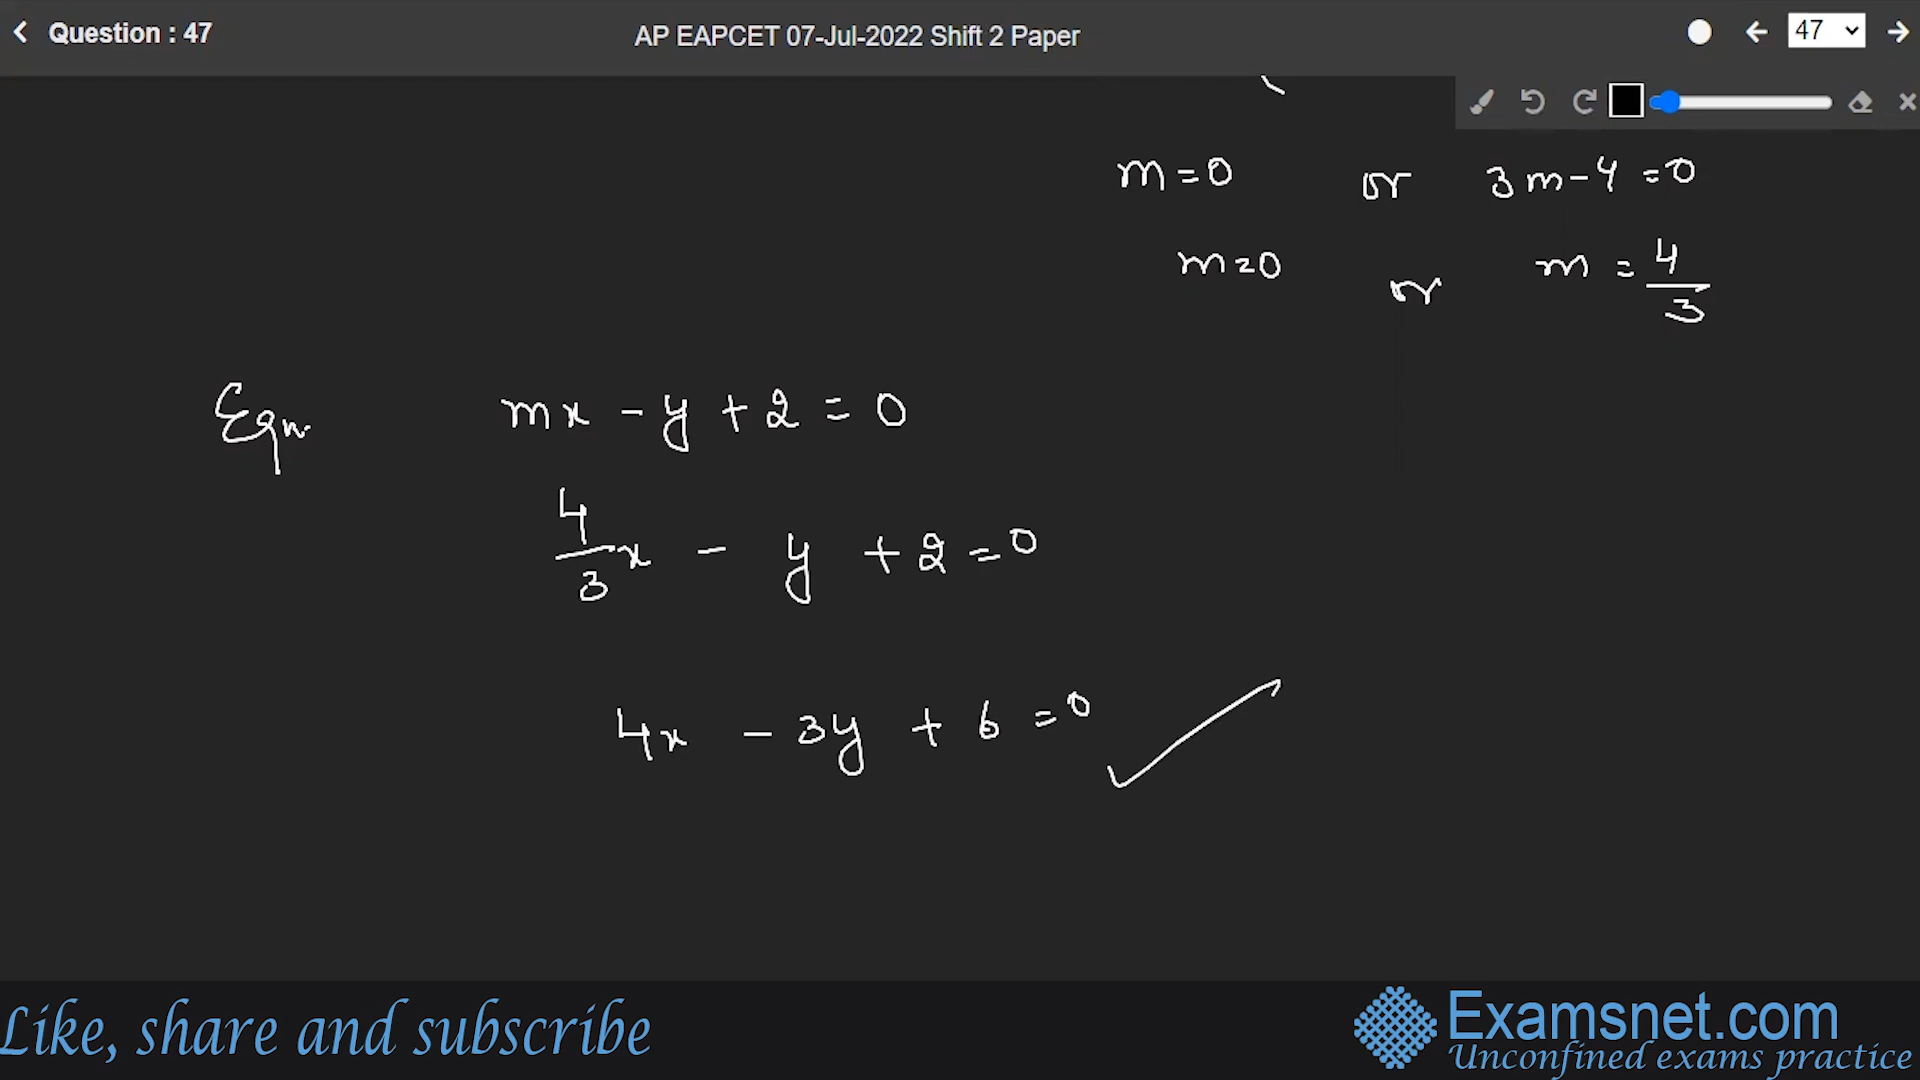 Question : 47
AP EAPCET 07-Jul-2022 Shift 2 Paper
47
m = 0 or 3m - 4 = 0
m = 0 or m = 4/3
Eqn mx - y + 2 = 0
4/3 x - y + 2 = 0
4x - 3y + 6 = 0
Like, share and subscribe
Examsnet.com
Unconfined exams practice